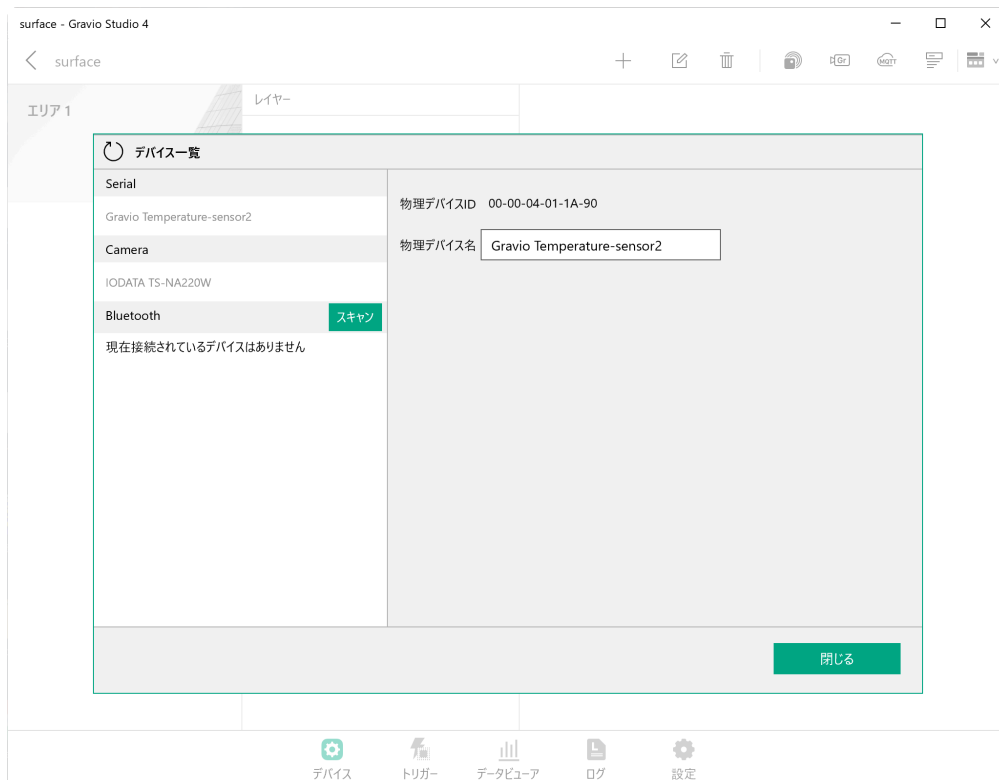 surface - Gravio Studio 4
surface
Gr
MQTT
エリア 1
レイヤー
デバイス一覧
Serial
Gravio Temperature-sensor2
Camera
IODATA TS-NA220W
Bluetooth
スキャン
現在接続されているデバイスはありません
物理デバイスID 00-00-04-01-1A-90
物理デバイス名 Gravio Temperature-sensor2
閉じる
デバイス
トリガー
データビューア
ログ
設定